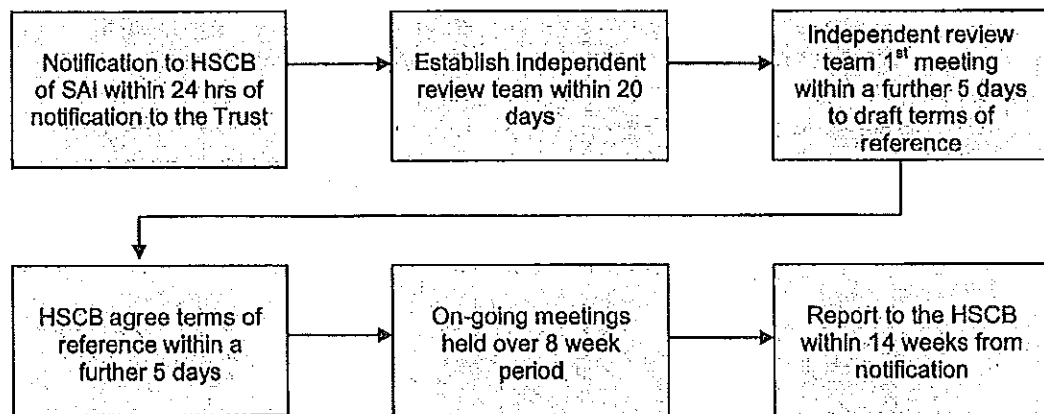 Notification to HSCB
of SAI within 24 hrs of
notification to the Trust
Establish independent
review team within 20
days
Independent review
team 1st meeting
within a further 5 days
to draft terms of
reference
HSCB agree terms of
reference within a
further 5 days
On-going meetings
held over 8 week
period
Report to the HSCB
within 14 weeks from
notification